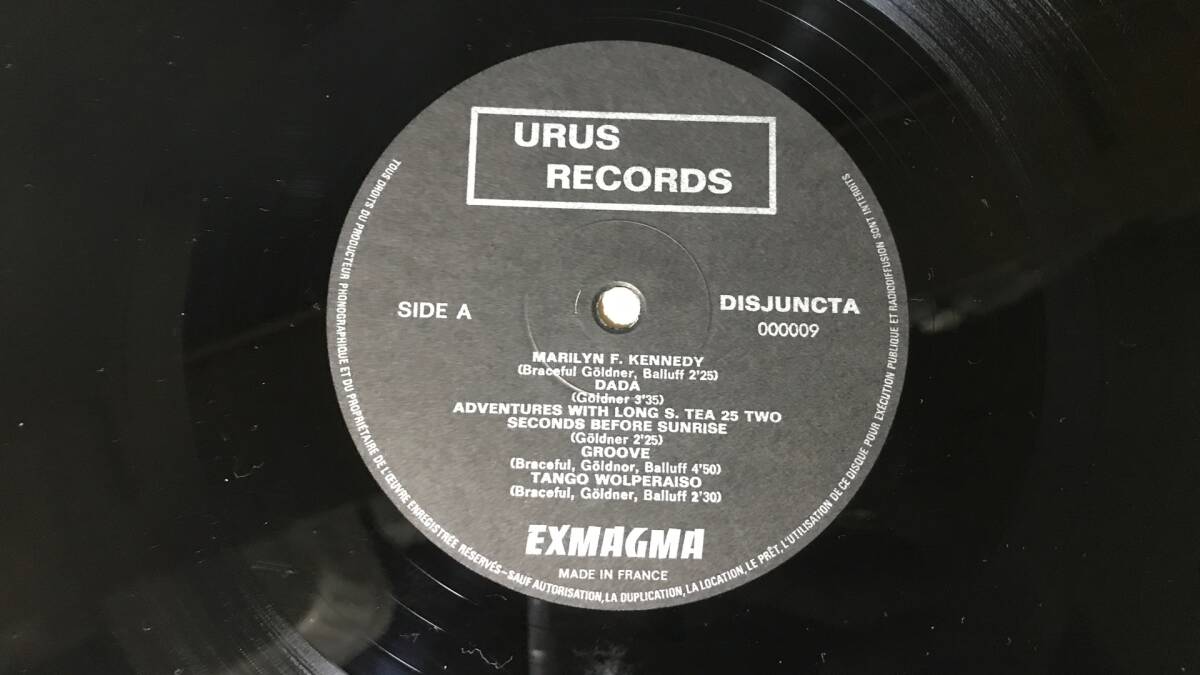 URUS
RECORDS
SIDE A
DISJUNCTA
000009
MARILYN F. KENNEDY
(Braceful Göldner, Balluff 2'25)
DADA
(Göldner 3'35)
ADVENTURES WITH LONG S. TEA 25 TWO
SECONDS BEFORE SUNRISE
(Göldner 2'25)
GROOVE
(Braceful, Göldnor, Balluff 4'50)
TANGO WOLPERAISO
(Braceful, Göldner, Balluff 2'30)
EXMAGMA
MADE IN FRANCE
TOUS DROITS DU PRODUCTEUR PHONOGRAPHIQUE ET DU PROPRIÉTAIRE DE L'ŒUVRE ENREGISTRÉE RÉSERVÉS - SAUF AUTORISATION, LA DUPLICATION, LA LOCATION, LE PRÊT, L'UTILISATION DE CE DISQUE POUR EXÉCUTION PUBLIQUE ET RADIODIFFUSION SONT INTERDITS